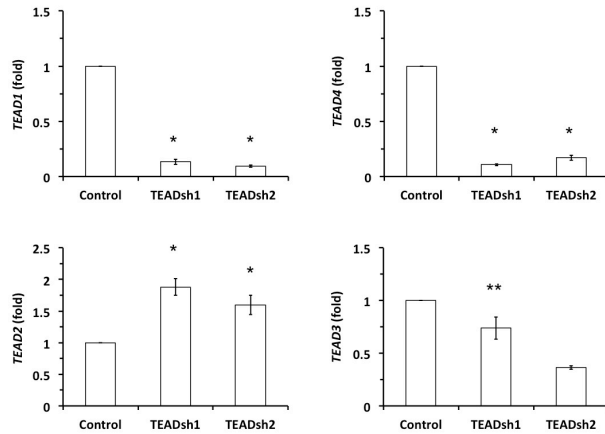 TEAD1 (fold)
1.5
1
0.5
0
*
*
Control
TEADsh1
TEADsh2
TEAD4 (fold)
1.5
1
0.5
0
*
*
Control
TEADsh1
TEADsh2
TEAD2 (fold)
2.5
2
1.5
1
0.5
0
*
*
Control
TEADsh1
TEADsh2
TEAD3 (fold)
1.5
1
0.5
0
**
Control
TEADsh1
TEADsh2